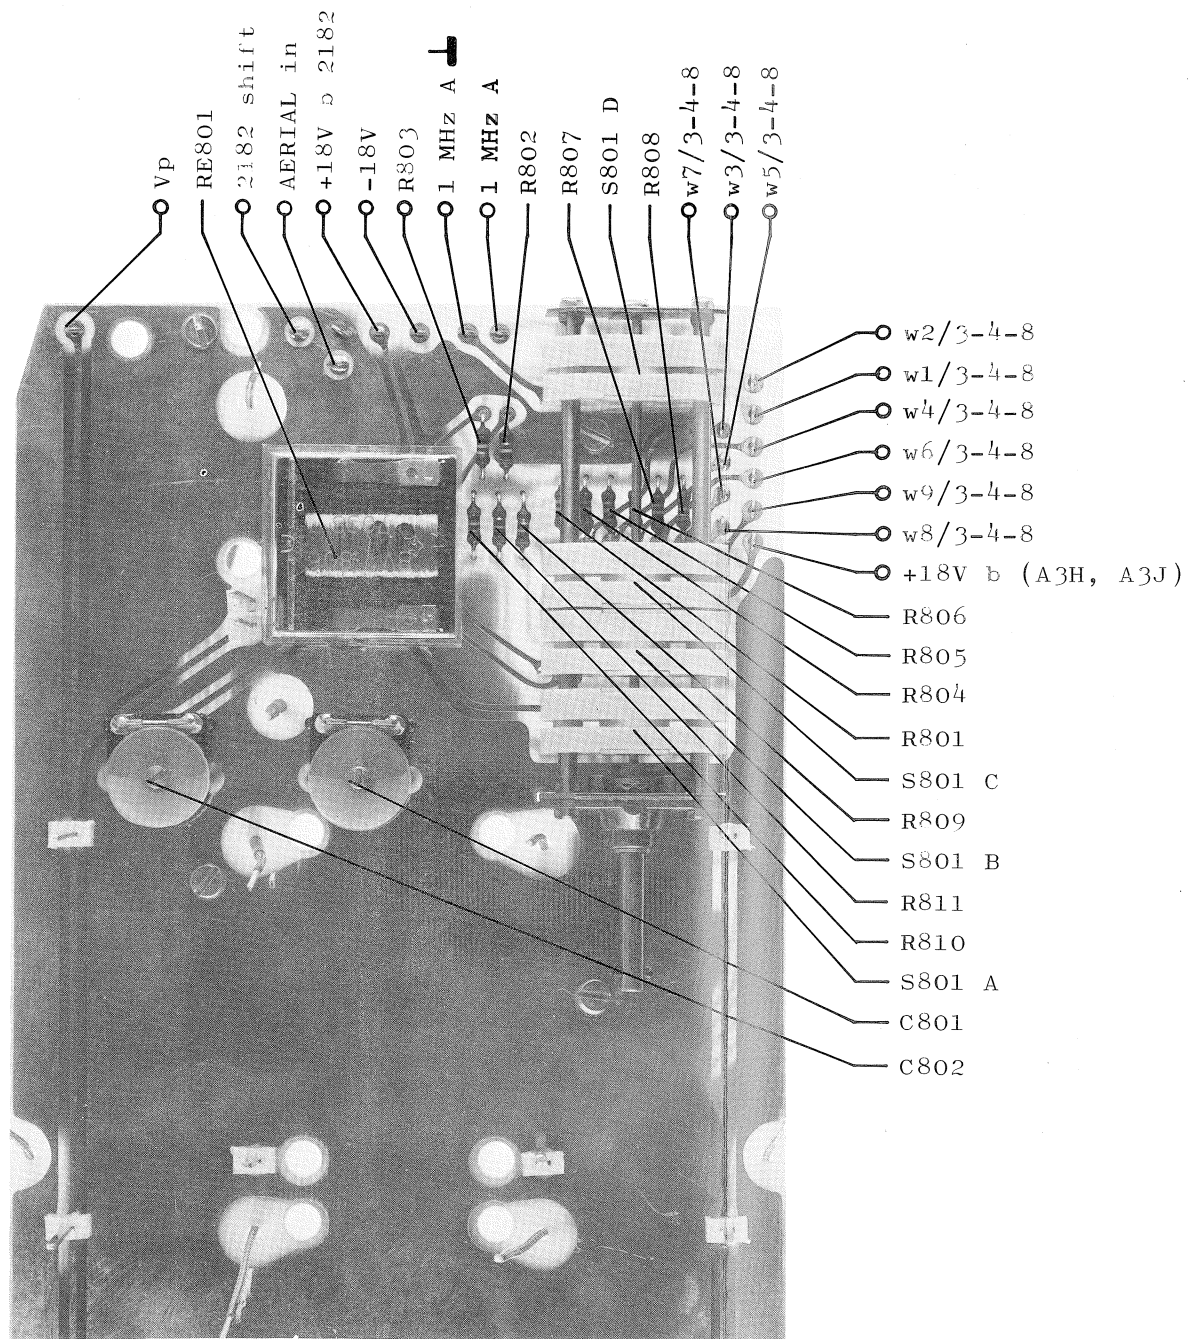 Vp
RE801
2182 shift
AERIAL in
+18V b 2182
-18V
R803
1 MHz A
1 MHz A
R802
R807
S801 D
R808
w7/3-4-8
w3/3-4-8
w5/3-4-8
w2/3-4-8
w1/3-4-8
w4/3-4-8
w6/3-4-8
w9/3-4-8
w8/3-4-8
+18V b (A3H, A3J)
R806
R805
R804
R801
S801 C
R809
S801 B
R811
R810
S801 A
C801
C802